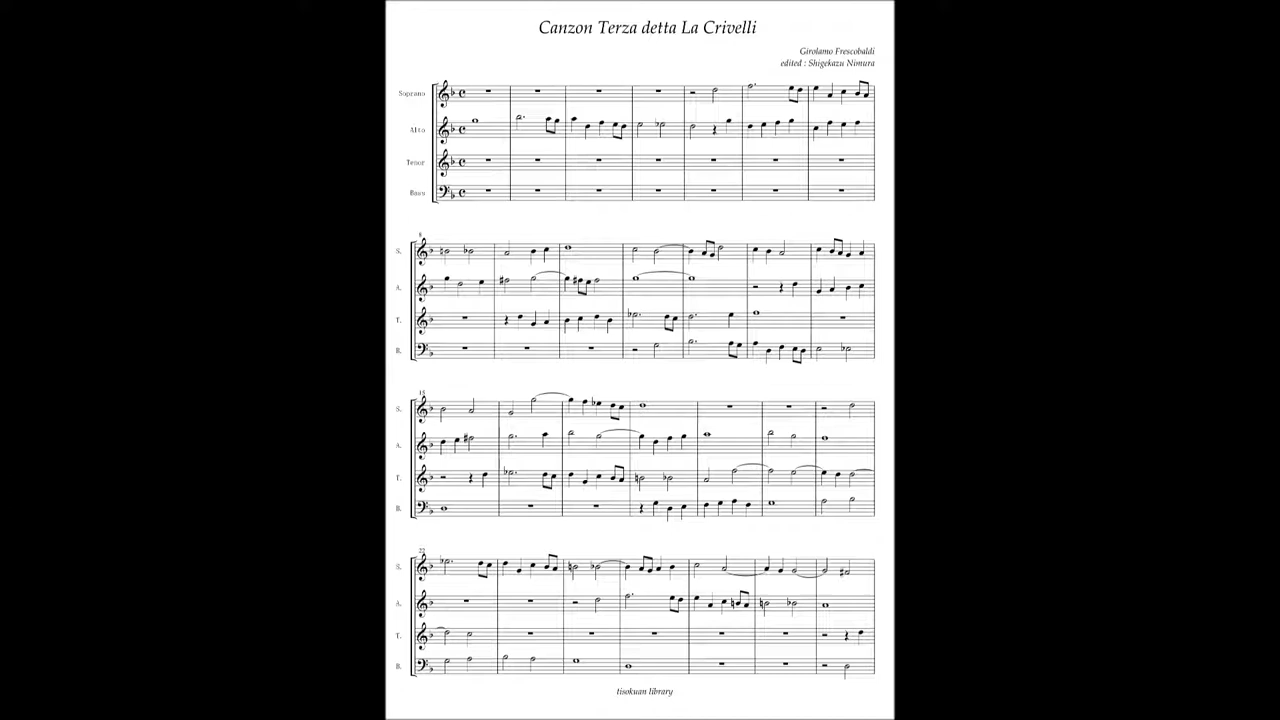 Canzon Terza detta La Crivelli
Girolamo Frescobaldi
edited : Shigekazu Nimura
Soprano
Alto
Tenor
Bass
8
S.
A.
T.
B.
15
S.
A.
T.
B.
22
S.
A.
T.
B.
tisokuan library